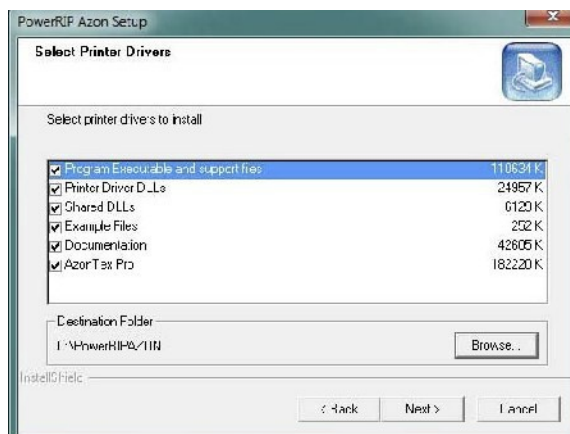 PowerRIP Azon Setup
Select Printer Drivers
Select printer drivers to install
Program Executable and support files 110634 K
Printer Driver DLLs 24957 K
Shared DLLs 6120 K
Example Files 252 K
Documentation 42605 K
AzonTex Pro 182220 K
Destination Folder
Browse...
InstallShield
< Back Next > Cancel